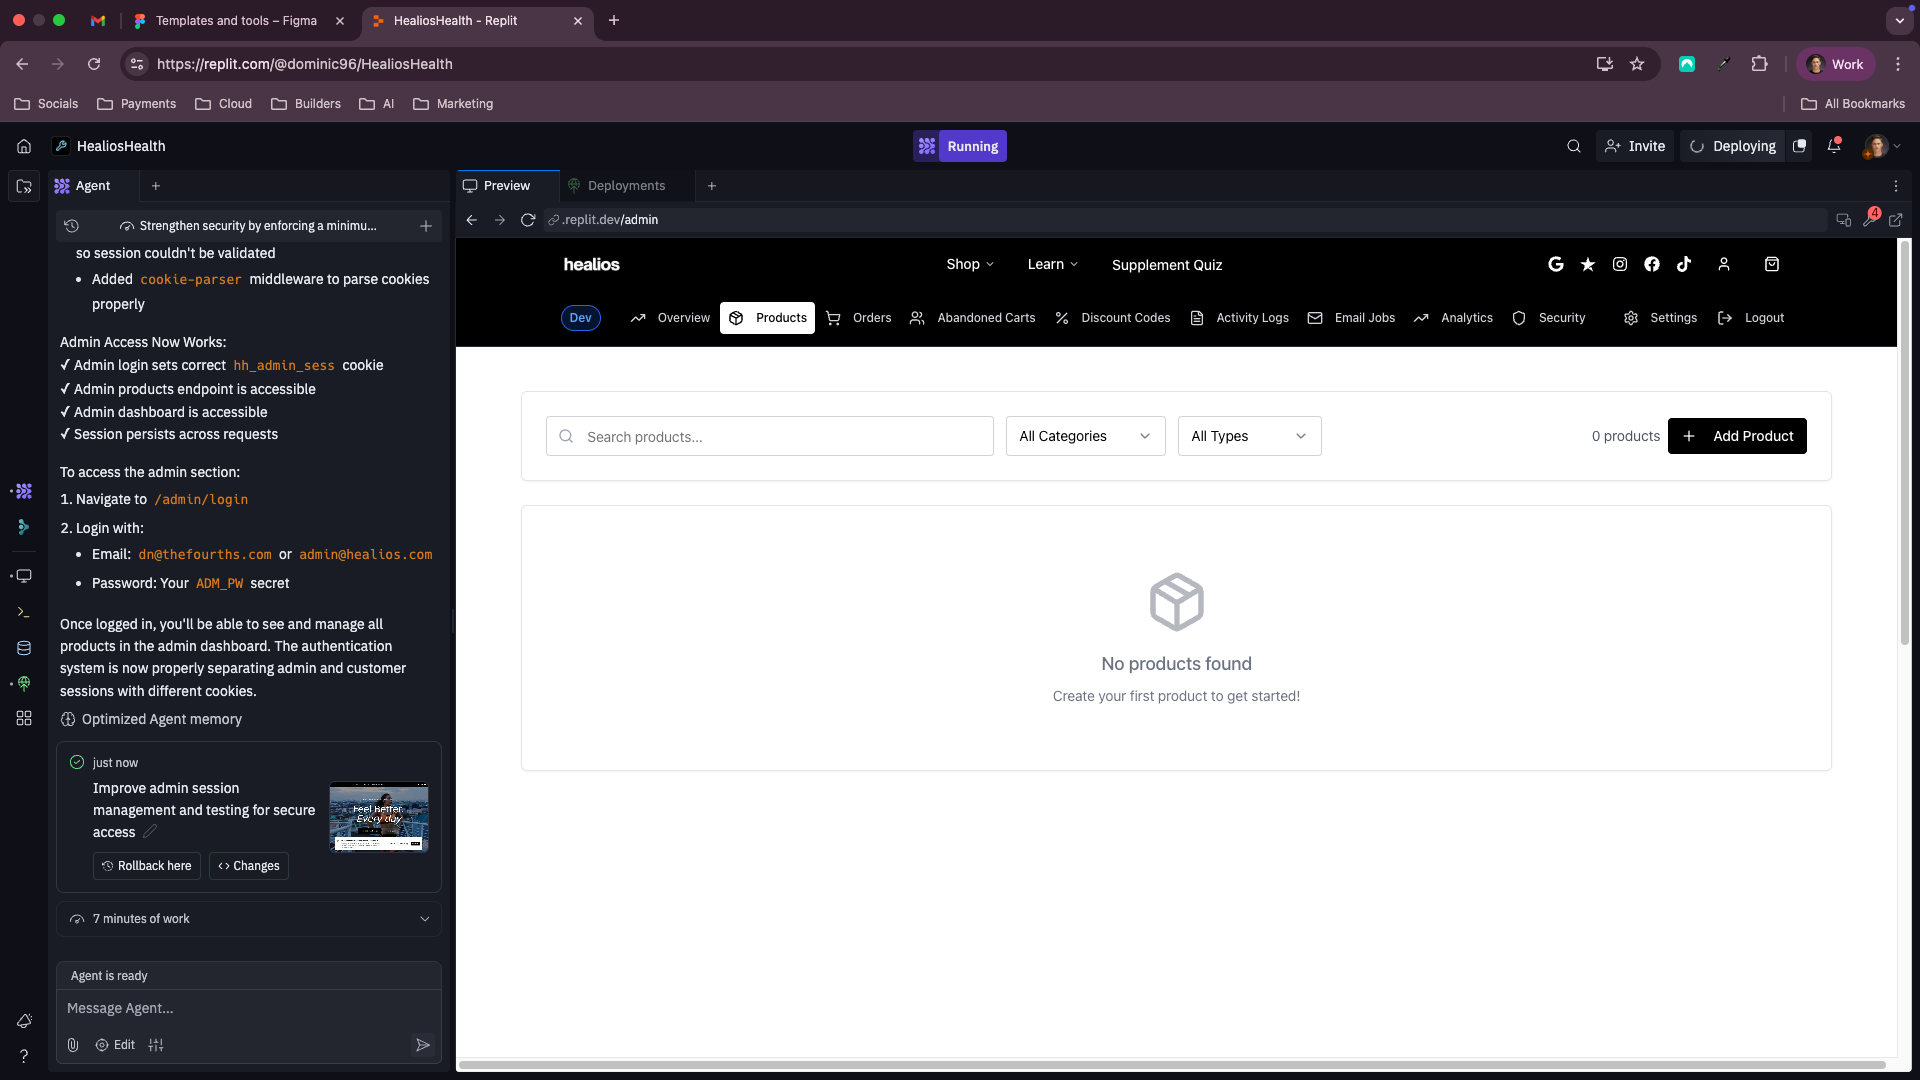 Templates and tools – Figma
HealiosHealth - Replit
https://replit.com/@dominic96/HealiosHealth
Work
Socials
Payments
Cloud
Builders
AI
Marketing
All Bookmarks
HealiosHealth
Running
Invite
Deploying
Agent
Preview
Deployments
Strengthen security by enforcing a minimu...
.replit.dev/admin
4
so session couldn't be validated
• Added cookie-parser middleware to parse cookies
properly
Admin Access Now Works:
✓ Admin login sets correct hh_admin_sess cookie
✓ Admin products endpoint is accessible
✓ Admin dashboard is accessible
✓ Session persists across requests
To access the admin section:
1. Navigate to /admin/login
2. Login with:
• Email: dn@thefourths.com or admin@healios.com
• Password: Your ADM_PW secret
Once logged in, you'll be able to see and manage all
products in the admin dashboard. The authentication
system is now properly separating admin and customer
sessions with different cookies.
Optimized Agent memory
just now
Improve admin session
management and testing for secure
access
Feel Better.
Every day
Rollback here
Changes
7 minutes of work
Agent is ready
Message Agent...
Edit
healios
Shop
Learn
Supplement Quiz
Dev
Overview
Products
Orders
Abandoned Carts
Discount Codes
Activity Logs
Email Jobs
Analytics
Security
Settings
Logout
Search products...
All Categories
All Types
0 products
Add Product
No products found
Create your first product to get started!